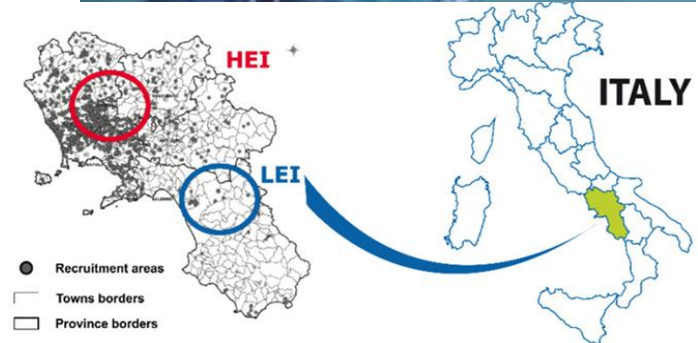 HEI
ITALY
LEI
Recruitment areas
Towns borders
Province borders